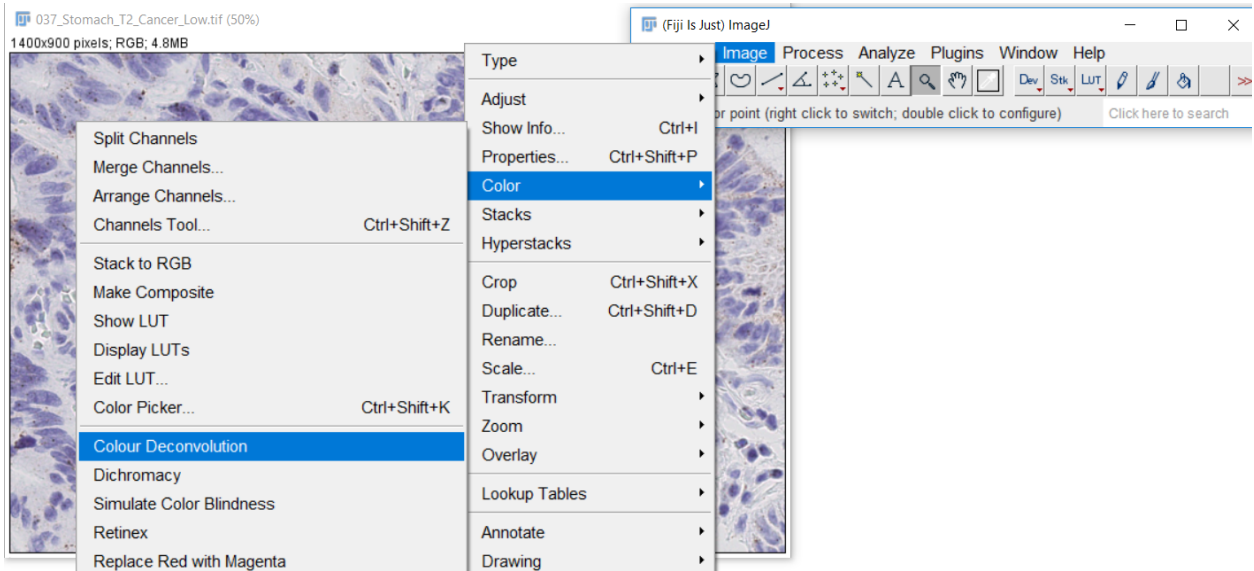 037_Stomach_T2_Cancer_Low.tif (50%)
1400x900 pixels; RGB; 4.8MB
(Fiji Is Just) ImageJ
Image Process Analyze Plugins Window Help
Dev Stk LUT
or point (right click to switch; double click to configure)
Click here to search
Type
Adjust
Show Info... Ctrl+I
Properties... Ctrl+Shift+P
Color
Stacks
Hyperstacks
Crop Ctrl+Shift+X
Duplicate... Ctrl+Shift+D
Rename...
Scale... Ctrl+E
Transform
Zoom
Overlay
Lookup Tables
Annotate
Drawing
Split Channels
Merge Channels...
Arrange Channels...
Channels Tool... Ctrl+Shift+Z
Stack to RGB
Make Composite
Show LUT
Display LUTs
Edit LUT...
Color Picker... Ctrl+Shift+K
Colour Deconvolution
Dichromacy
Simulate Color Blindness
Retinex
Replace Red with Magenta